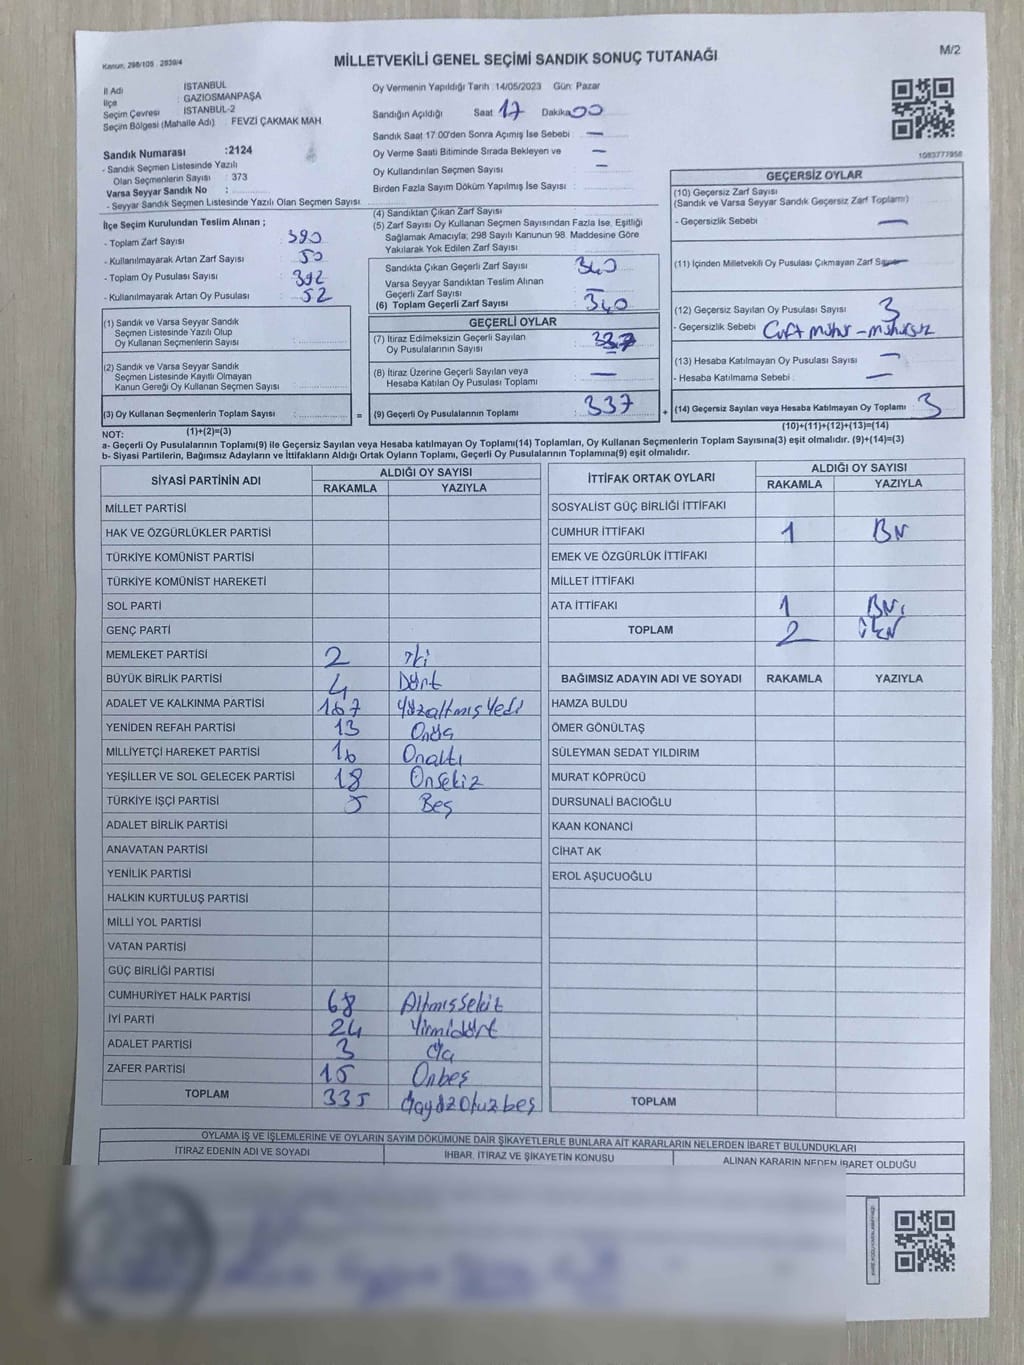 Kanun: 298/105 . 2839/4
MİLLETVEKİLİ GENEL SEÇİMİ SANDIK SONUÇ TUTANAĞI
M/2
İl Adı İSTANBUL
İlçe : GAZİOSMANPAŞA
Seçim Çevresi İSTANBUL-2
Seçim Bölgesi (Mahalle Adı) : FEVZİ ÇAKMAK MAH.
Oy Vermenin Yapıldığı Tarih :14/05/2023 Gün: Pazar
Sandığın Açıldığı Saat 17 Dakika 00
Sandık Saat 17:00'den Sonra Açımış İse Sebebi : —
Oy Verme Saati Bitiminde Sırada Bekleyen ve —
Oy Kullandırılan Seçmen Sayısı —
Birden Fazla Sayım Döküm Yapılmış İse Sayısı :
1083777958
Sandık Numarası :2124
- Sandık Seçmen Listesinde Yazılı
Olan Seçmenlerin Sayısı : 373
Varsa Seyyar Sandık No :
- Seyyar Sandık Seçmen Listesinde Yazılı Olan Seçmen Sayısı
İlçe Seçim Kurulundan Teslim Alınan ;
- Toplam Zarf Sayısı 390
- Kullanılmayarak Artan Zarf Sayısı 50
- Toplam Oy Pusulası Sayısı 392
- Kullanılmayarak Artan Oy Pusulası 52
(4) Sandıktan Çıkan Zarf Sayısı
(5) Zarf Sayısı Oy Kullanan Seçmen Sayısından Fazla İse, Eşitliği
Sağlamak Amacıyla; 298 Sayılı Kanunun 98. Maddesine Göre
Yakılarak Yok Edilen Zarf Sayısı
Sandıkta Çıkan Geçerli Zarf Sayısı 340
Varsa Seyyar Sandıktan Teslim Alınan
Geçerli Zarf Sayısı —
(6) Toplam Geçerli Zarf Sayısı : 340
GEÇERSİZ OYLAR
(10) Geçersiz Zarf Sayısı
(Sandık ve Varsa Seyyar Sandık Geçersiz Zarf Toplamı)
- Geçersizlik Sebebi —
(11) İçinden Milletvekili Oy Pusulası Çıkmayan Zarf Sayısı —
(12) Geçersiz Sayılan Oy Pusulası Sayısı 3
- Geçersizlik Sebebi : Çift mühür - mühürsüz
(13) Hesaba Katılmayan Oy Pusulası Sayısı —
- Hesaba Katılmama Sebebi : —
(14) Geçersiz Sayılan veya Hesaba Katılmayan Oy Toplamı : 3
(10)+(11)+(12)+(13)=(14)
(1) Sandık ve Varsa Seyyar Sandık
Seçmen Listesinde Yazılı Olup
Oy Kullanan Seçmenlerin Sayısı
(2) Sandık ve Varsa Seyyar Sandık
Seçmen Listesinde Kayıtlı Olmayan
Kanun Gereği Oy Kullanan Seçmen Sayısı
(3) Oy Kullanan Seçmenlerin Toplam Sayısı : =
(1)+(2)=(3)
GEÇERLİ OYLAR
(7) İtiraz Edilmeksizin Geçerli Sayılan
Oy Pusulalarının Sayısı 337
(8) İtiraz Üzerine Geçerli Sayılan veya
Hesaba Katılan Oy Pusulası Toplamı —
(9) Geçerli Oy Pusulalarının Toplamı : 337 +
NOT:
a- Geçerli Oy Pusulalarının Toplamı(9) ile Geçersiz Sayılan veya Hesaba katılmayan Oy Toplamı(14) Toplamları, Oy Kullanan Seçmenlerin Toplam Sayısına(3) eşit olmalıdır. (9)+(14)=(3)
b- Siyasi Partilerin, Bağımsız Adayların ve İttifakların Aldığı Ortak Oyların Toplamı, Geçerli Oy Pusulalarının Toplamına(9) eşit olmalıdır.
SİYASİ PARTİNİN ADI
ALDIĞI OY SAYISI
RAKAMLA YAZIYLA
MİLLET PARTİSİ
HAK VE ÖZGÜRLÜKLER PARTİSİ
TÜRKİYE KOMÜNİST PARTİSİ
TÜRKİYE KOMÜNİST HAREKETİ
SOL PARTİ
GENÇ PARTİ
MEMLEKET PARTİSİ 2 iki
BÜYÜK BİRLİK PARTİSİ 4 Dört
ADALET VE KALKINMA PARTİSİ 167 Yüzaltmış Yedi
YENİDEN REFAH PARTİSİ 13 Onüç
MİLLİYETÇİ HAREKET PARTİSİ 16 Onaltı
YEŞİLLER VE SOL GELECEK PARTİSİ 18 Onsekiz
TÜRKİYE İŞÇİ PARTİSİ 5 Beş
ADALET BİRLİK PARTİSİ
ANAVATAN PARTİSİ
YENİLİK PARTİSİ
HALKIN KURTULUŞ PARTİSİ
MİLLİ YOL PARTİSİ
VATAN PARTİSİ
GÜÇ BİRLİĞİ PARTİSİ
CUMHURİYET HALK PARTİSİ 68 Altmışsekiz
İYİ PARTİ 24 Yirmidört
ADALET PARTİSİ 3 Üç
ZAFER PARTİSİ 15 Onbeş
TOPLAM 335 Üçyüzotuzbeş
İTTİFAK ORTAK OYLARI
ALDIĞI OY SAYISI
RAKAMLA YAZIYLA
SOSYALİST GÜÇ BİRLİĞİ İTTİFAKI
CUMHUR İTTİFAKI 1 Bir
EMEK VE ÖZGÜRLÜK İTTİFAKI
MİLLET İTTİFAKI
ATA İTTİFAKI 1 Bir
TOPLAM 2
BAĞIMSIZ ADAYIN ADI VE SOYADI RAKAMLA YAZIYLA
HAMZA BULDU
ÖMER GÖNÜLTAŞ
SÜLEYMAN SEDAT YILDIRIM
MURAT KÖPRÜCÜ
DURSUNALİ BACIOĞLU
KAAN KONANCİ
CİHAT AK
EROL AŞUCUOĞLU
TOPLAM
OYLAMA İŞ VE İŞLEMLERİNE VE OYLARIN SAYIM DÖKÜMÜNE DAİR ŞİKAYETLERLE BUNLARA AİT KARARLARIN NELERDEN İBARET BULUNDUKLARI
İTİRAZ EDENİN ADI VE SOYADI İHBAR, İTİRAZ VE ŞİKAYETİN KONUSU ALINAN KARARIN NEDEN İBARET OLDUĞU